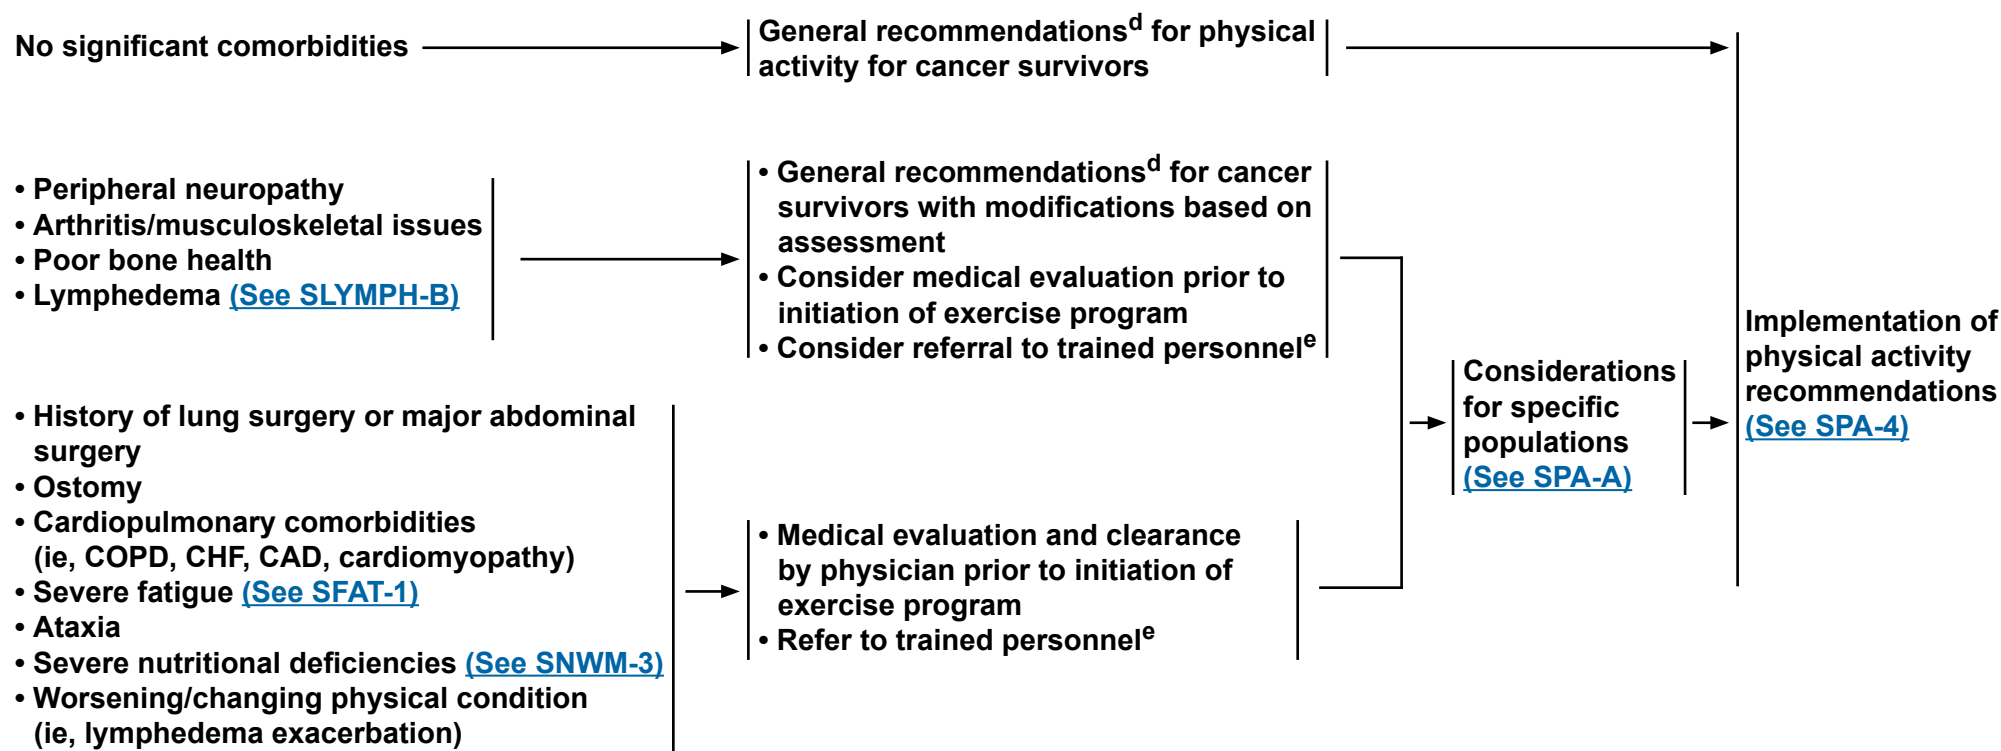 No significant comorbidities
General recommendationsᵈ for physical
activity for cancer survivors
• Peripheral neuropathy
• Arthritis/musculoskeletal issues
• Poor bone health
• Lymphedema (See SLYMPH-B)
• General recommendationsᵈ for cancer
survivors with modifications based on
assessment
• Consider medical evaluation prior to
initiation of exercise program
• Consider referral to trained personnelᵉ
• History of lung surgery or major abdominal
surgery
• Ostomy
• Cardiopulmonary comorbidities
(ie, COPD, CHF, CAD, cardiomyopathy)
• Severe fatigue (See SFAT-1)
• Ataxia
• Severe nutritional deficiencies (See SNWM-3)
• Worsening/changing physical condition
(ie, lymphedema exacerbation)
• Medical evaluation and clearance
by physician prior to initiation of
exercise program
• Refer to trained personnelᵉ
Considerations
for specific
populations
(See SPA-A)
Implementation of
physical activity
recommendations
(See SPA-4)